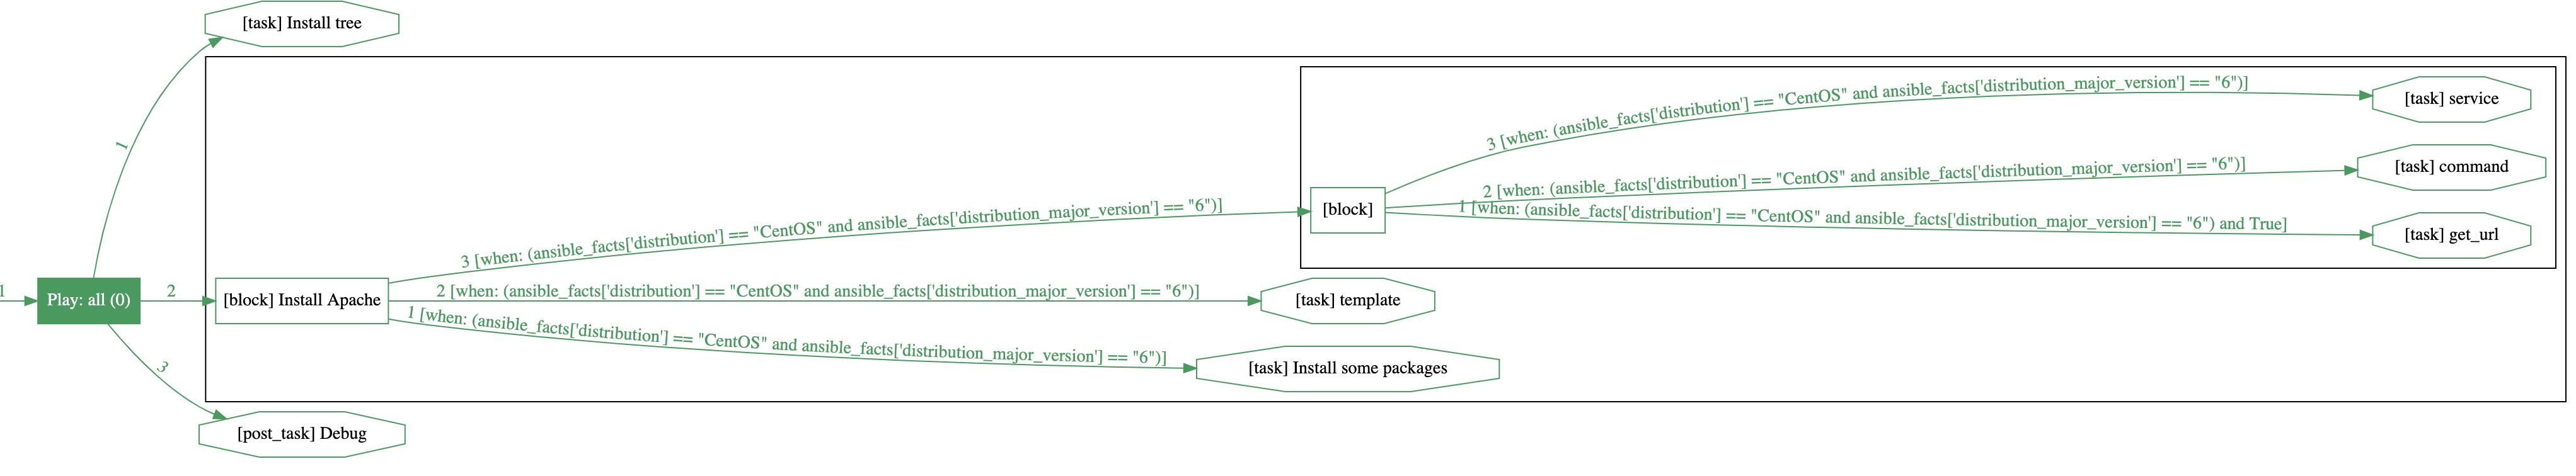 [task] Install tree
1
3 [when: (ansible_facts['distribution'] == "CentOS" and ansible_facts['distribution_major_version'] == "6")]
[task] service
2 [when: (ansible_facts['distribution'] == "CentOS" and ansible_facts['distribution_major_version'] == "6")]
[task] command
[block]
1 [when: (ansible_facts['distribution'] == "CentOS" and ansible_facts['distribution_major_version'] == "6") and True]
[task] get_url
3 [when: (ansible_facts['distribution'] == "CentOS" and ansible_facts['distribution_major_version'] == "6")]
1
Play: all (0)
2
[block] Install Apache
2 [when: (ansible_facts['distribution'] == "CentOS" and ansible_facts['distribution_major_version'] == "6")]
[task] template
1 [when: (ansible_facts['distribution'] == "CentOS" and ansible_facts['distribution_major_version'] == "6")]
[task] Install some packages
3
[post_task] Debug